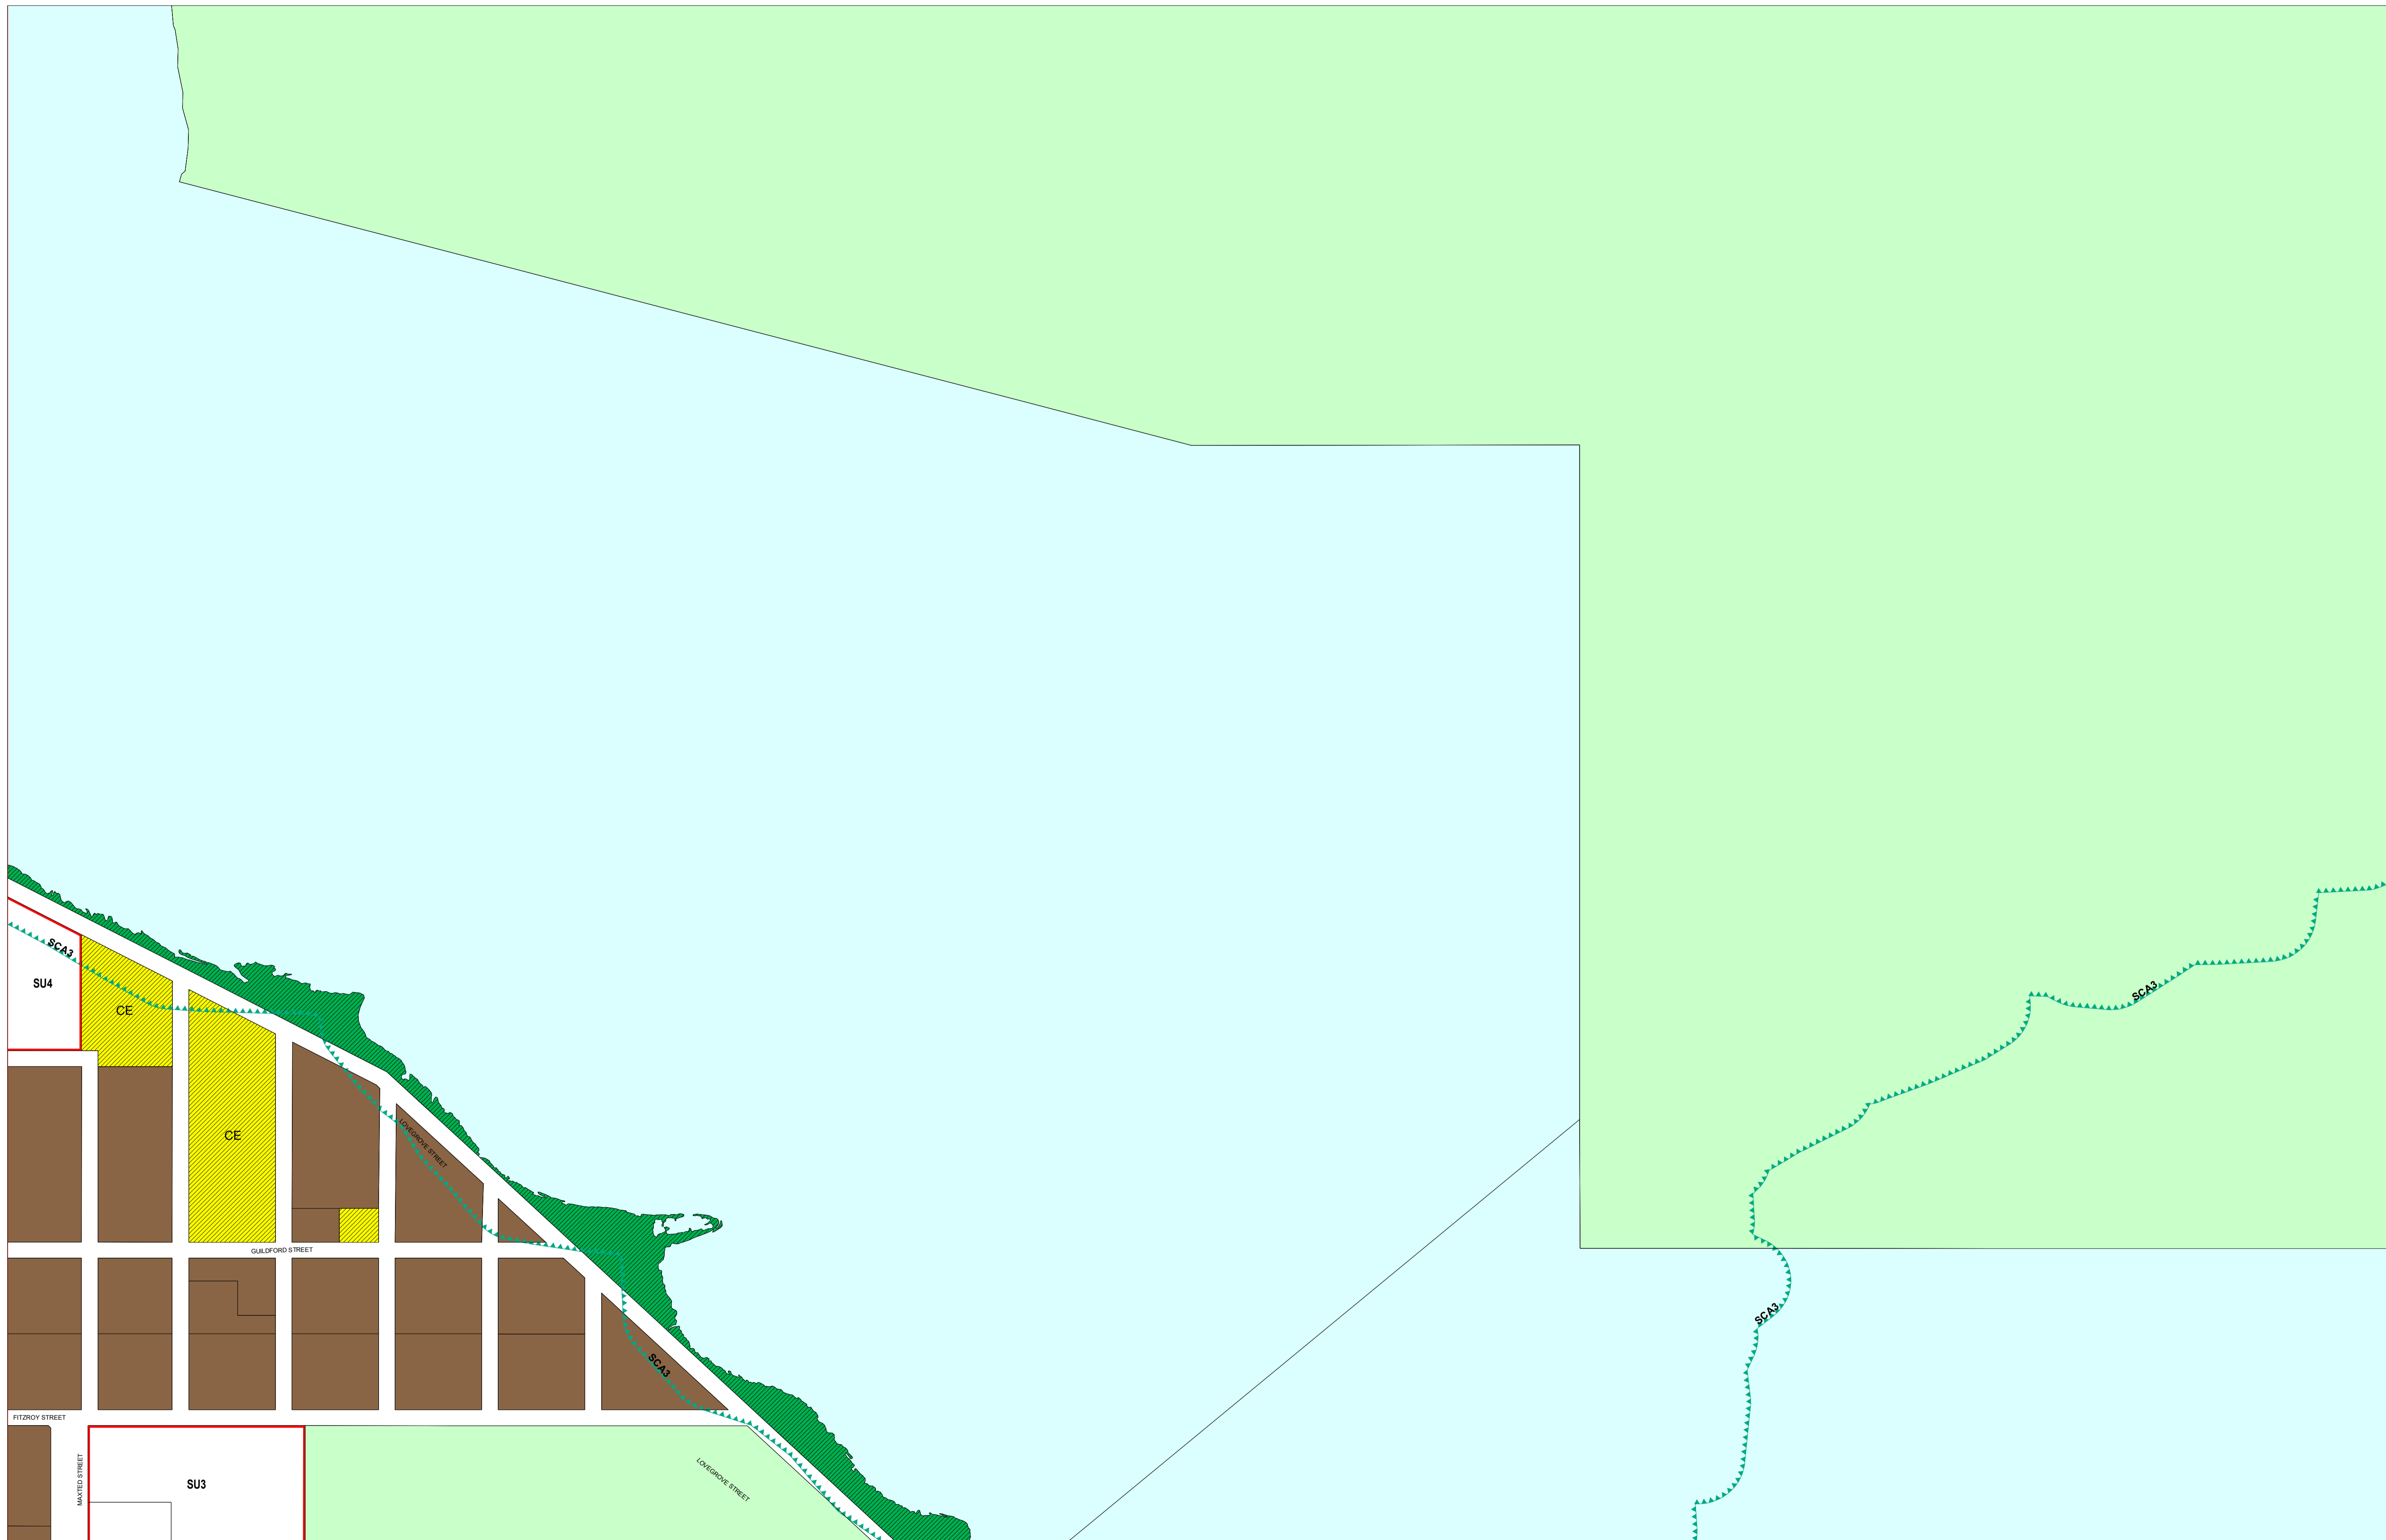 SCA3
SU4
CE
SCA3
CE
LOVEGROVE STREET
GUILDFORD STREET
SCA3
SCA3
FITZROY STREET
MAXTED STREET
SU3
LOVEGROVE STREET